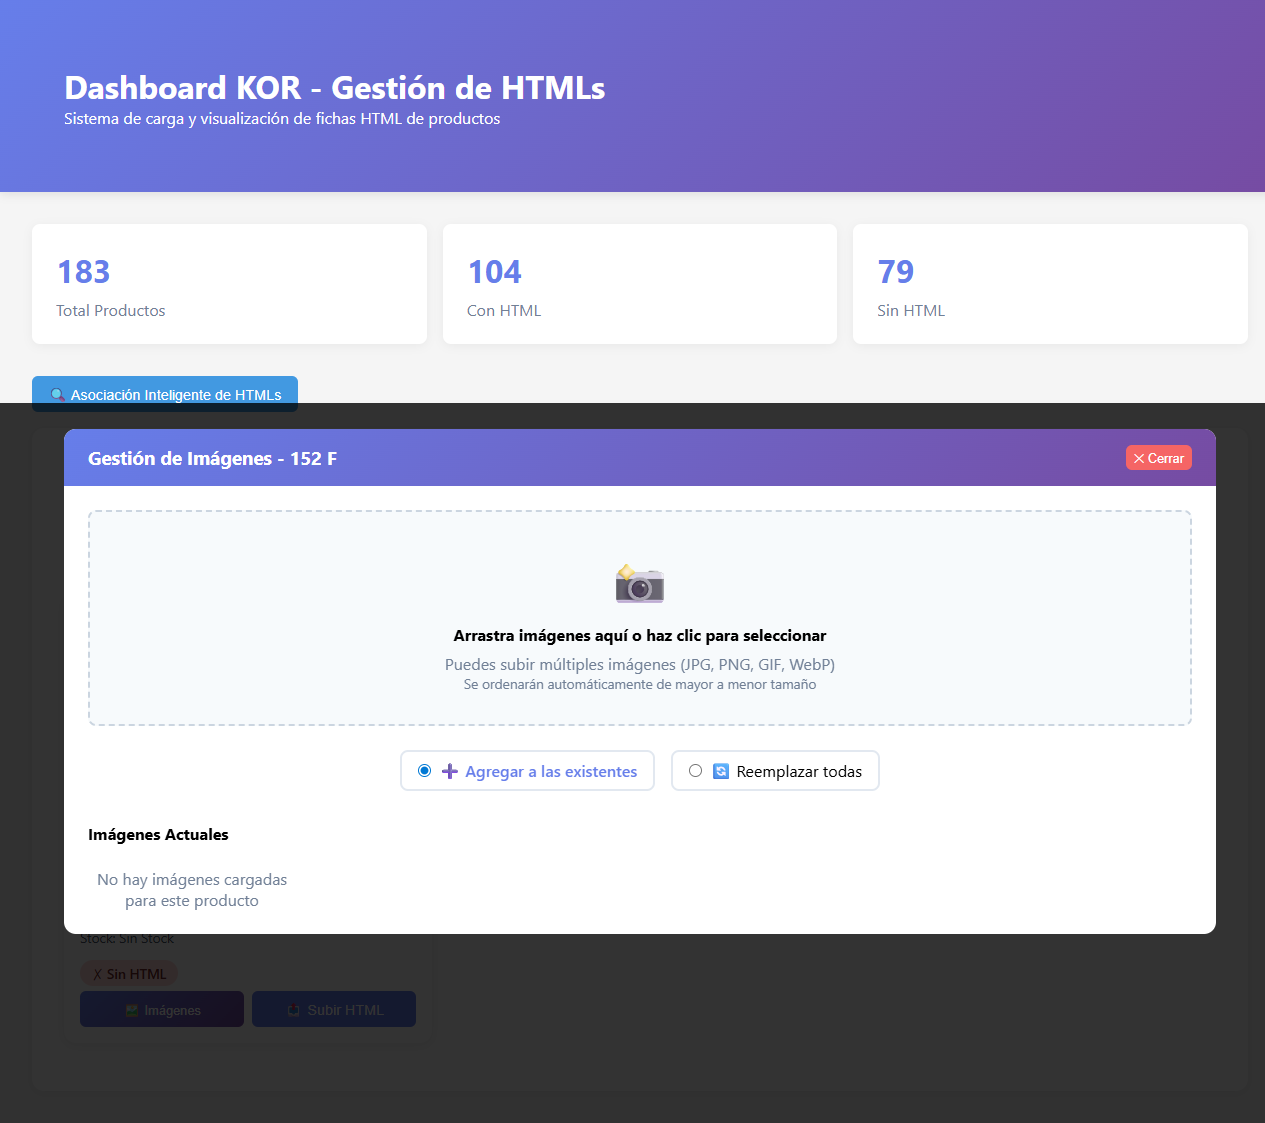 Dashboard KOR - Gestión de HTMLs
Sistema de carga y visualización de fichas HTML de productos
183
Total Productos
104
Con HTML
79
Sin HTML
Asociación Inteligente de HTMLs
Gestión de Imágenes - 152 F
Cerrar
Arrastra imágenes aquí o haz clic para seleccionar
Puedes subir múltiples imágenes (JPG, PNG, GIF, WebP)
Se ordenarán automáticamente de mayor a menor tamaño
Agregar a las existentes
Reemplazar todas
Imágenes Actuales
No hay imágenes cargadas
para este producto
Stock: Sin Stock
X Sin HTML
Imágenes
Subir HTML